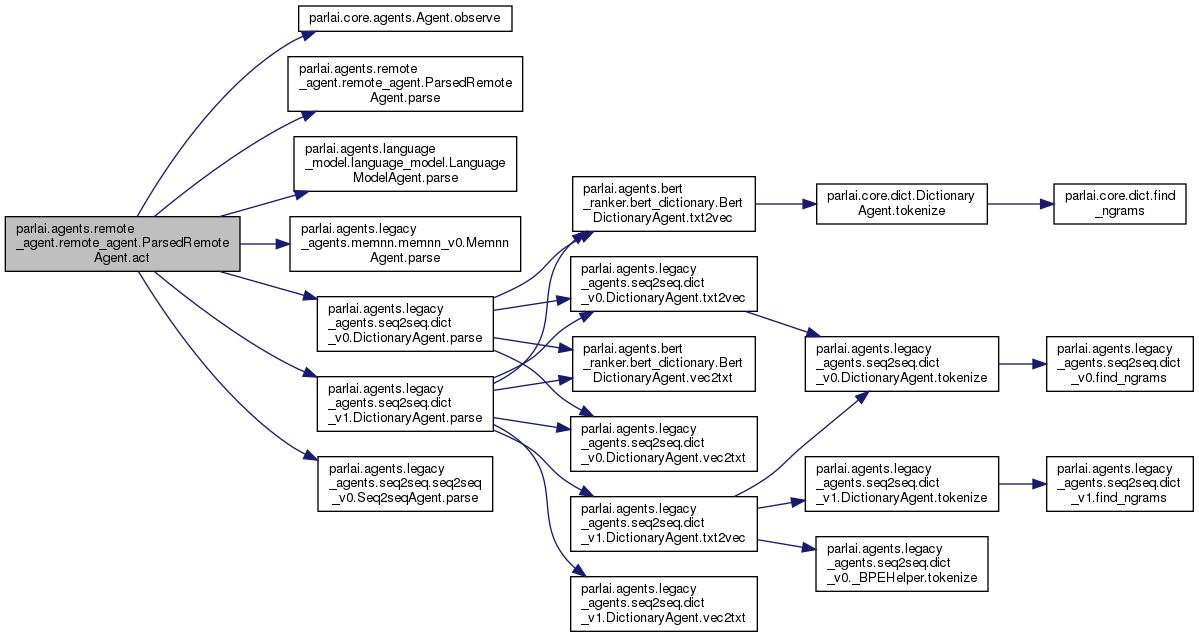 parlai.core.agents.Agent.observe
parlai.agents.remote
_agent.remote_agent.ParsedRemote
Agent.parse
parlai.agents.language
_model.language_model.Language
ModelAgent.parse
parlai.agents.remote
_agent.remote_agent.ParsedRemote
Agent.act
parlai.agents.legacy
_agents.memnn.memnn_v0.Memnn
Agent.parse
parlai.agents.legacy
_agents.seq2seq.dict
_v0.DictionaryAgent.parse
parlai.agents.legacy
_agents.seq2seq.dict
_v1.DictionaryAgent.parse
parlai.agents.legacy
_agents.seq2seq.seq2seq
_v0.Seq2seqAgent.parse
parlai.agents.bert
_ranker.bert_dictionary.Bert
DictionaryAgent.txt2vec
parlai.agents.legacy
_agents.seq2seq.dict
_v0.DictionaryAgent.txt2vec
parlai.agents.bert
_ranker.bert_dictionary.Bert
DictionaryAgent.vec2txt
parlai.agents.legacy
_agents.seq2seq.dict
_v0.DictionaryAgent.vec2txt
parlai.agents.legacy
_agents.seq2seq.dict
_v1.DictionaryAgent.txt2vec
parlai.agents.legacy
_agents.seq2seq.dict
_v1.DictionaryAgent.vec2txt
parlai.core.dict.Dictionary
Agent.tokenize
parlai.agents.legacy
_agents.seq2seq.dict
_v0.DictionaryAgent.tokenize
parlai.agents.legacy
_agents.seq2seq.dict
_v1.DictionaryAgent.tokenize
parlai.agents.legacy
_agents.seq2seq.dict
_v0._BPEHelper.tokenize
parlai.core.dict.find
_ngrams
parlai.agents.legacy
_agents.seq2seq.dict
_v0.find_ngrams
parlai.agents.legacy
_agents.seq2seq.dict
_v1.find_ngrams